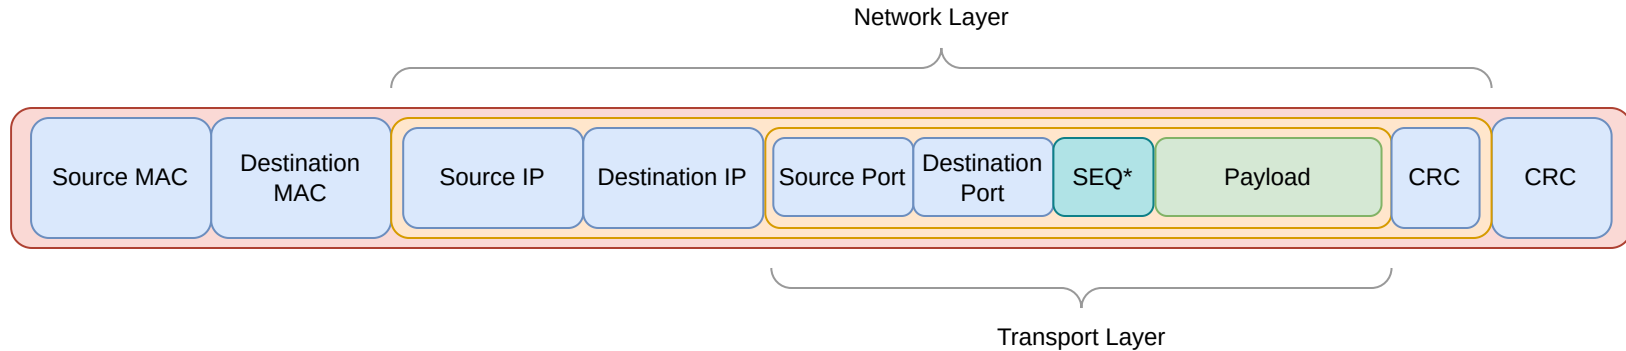 Network Layer
Source MAC
Destination
MAC
Source IP
Destination IP
Source Port
Destination
Port
SEQ*
Payload
CRC
CRC
Transport Layer